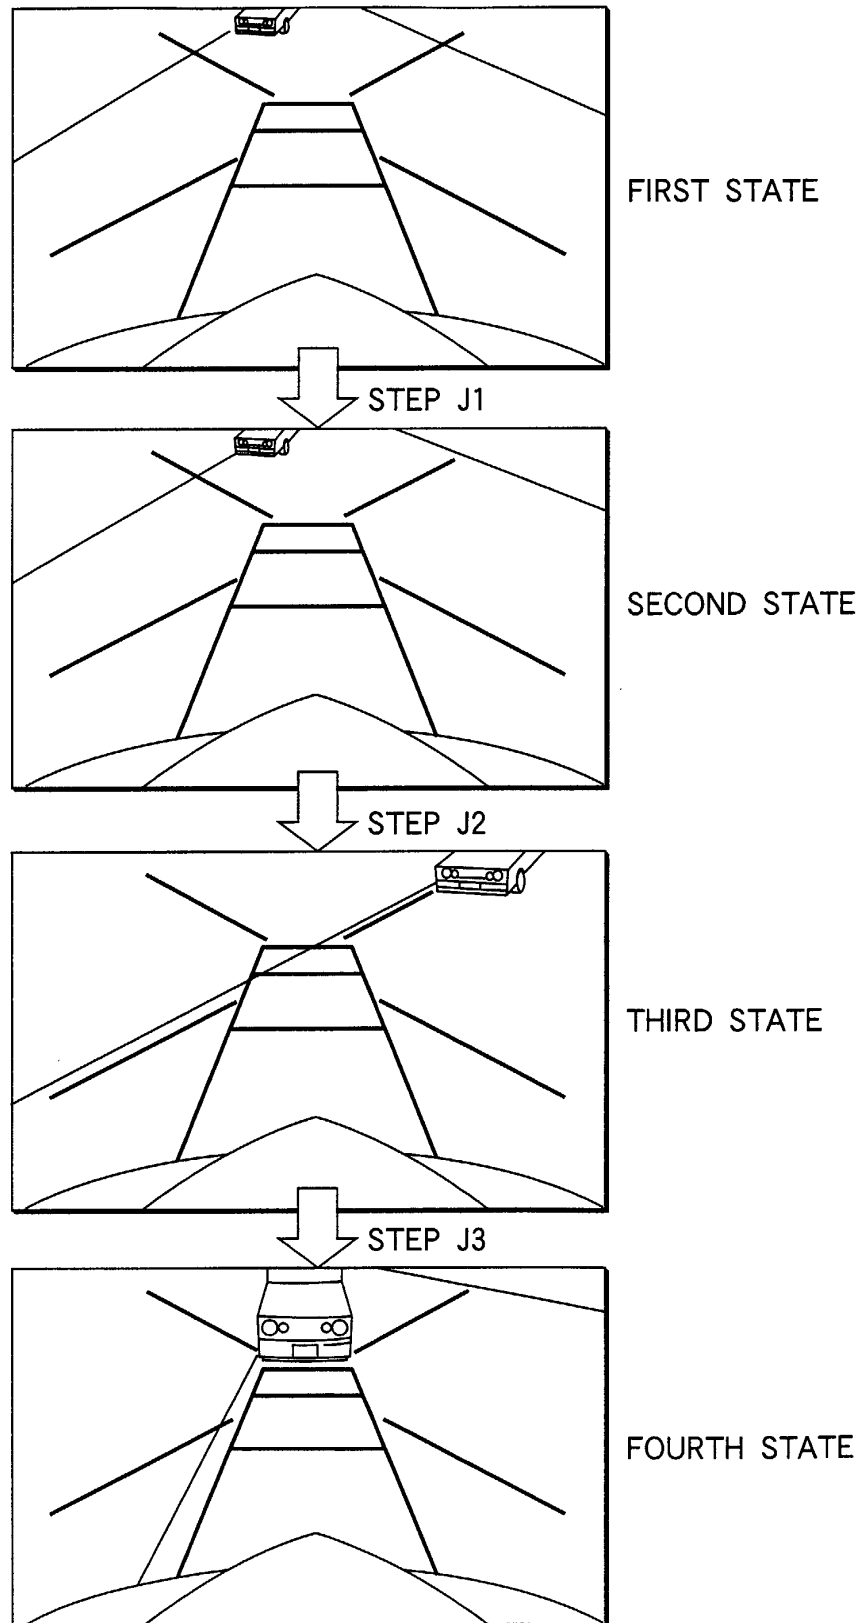 FIRST STATE
STEP J1
SECOND STATE
STEP J2
THIRD STATE
STEP J3
FOURTH STATE